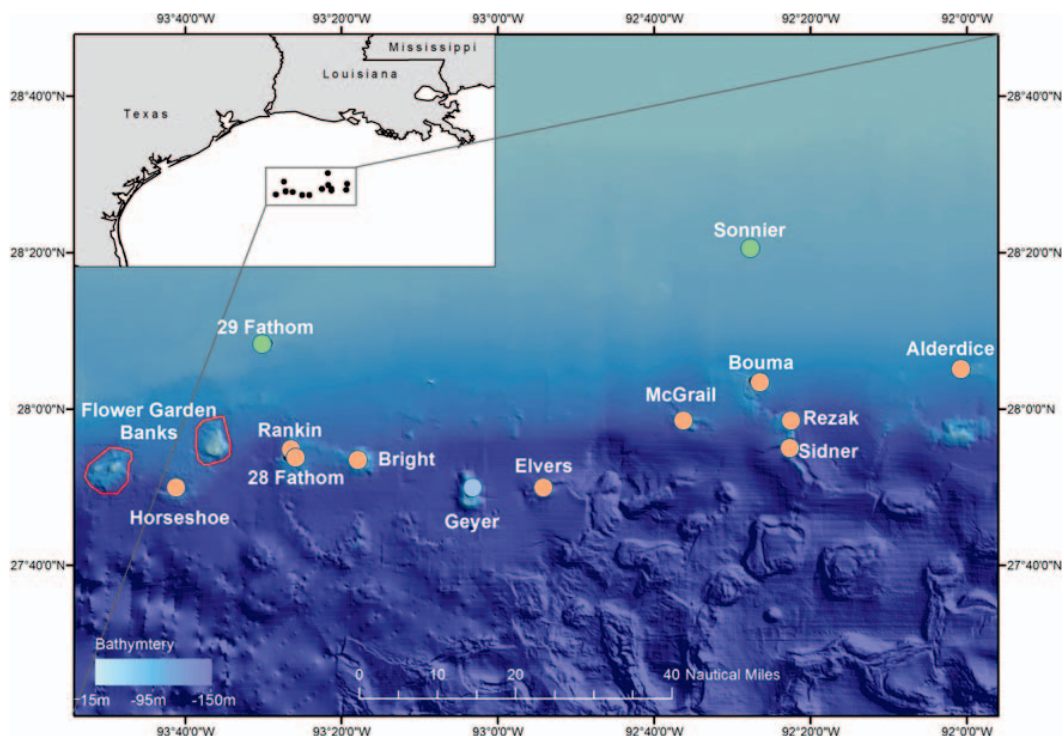 93°40'0"W 93°20'0"W 93°0'0"W 92°40'0"W 92°20'0"W 92°0'0"W
Mississippi
Louisiana
Texas
28°40'0"N 28°40'0"N
Sonnier
28°20'0"N 28°20'0"N
29 Fathom
Alderdice
Bouma
McGrail
28°0'0"N 28°0'0"N
Flower Garden
Banks
Rankin
Rezak
Bright
28 Fathom
Elvers
Sidner
Horseshoe
Geyer
27°40'0"N 27°40'0"N
Bathymtery
-15m -95m -150m
0 10 20 40 Nautical Miles
93°40'0"W 93°20'0"W 93°0'0"W 92°40'0"W 92°20'0"W 92°0'0"W